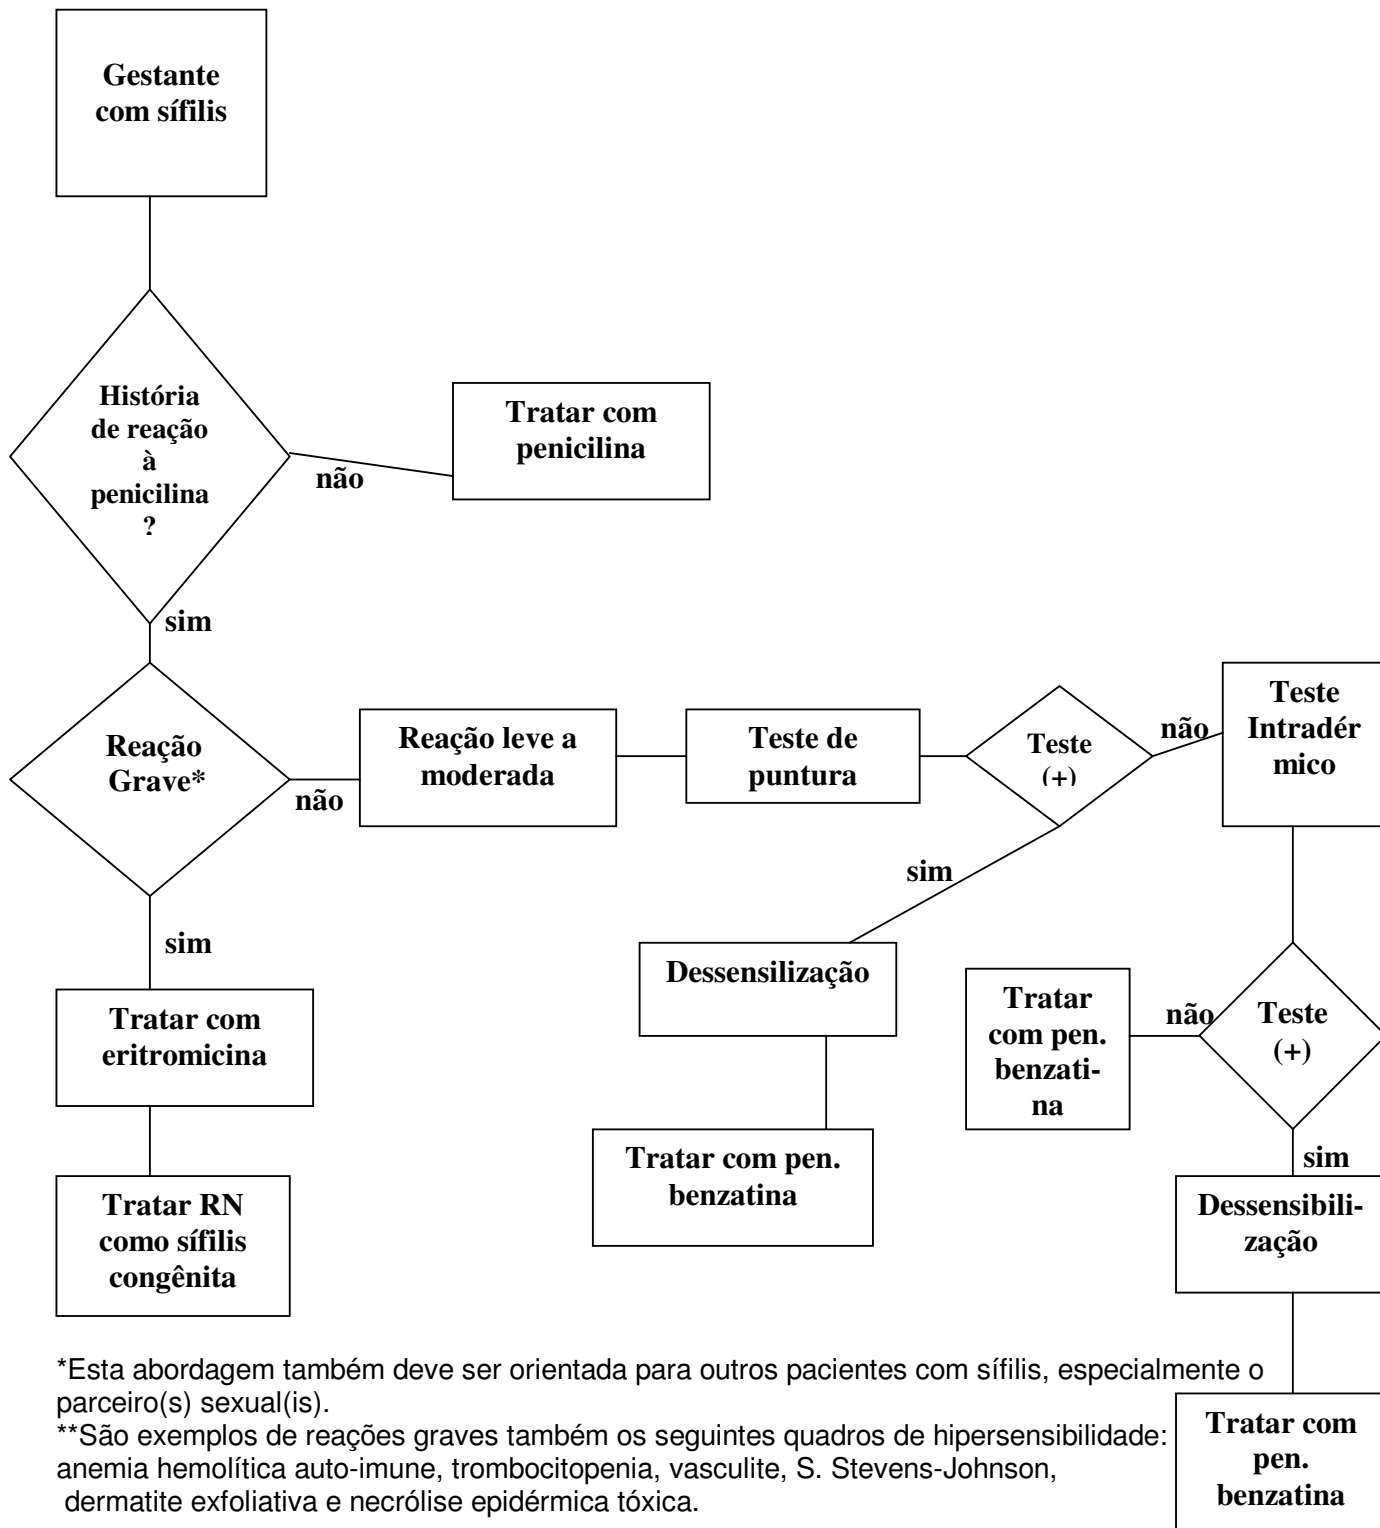 Gestante
com sífilis
História
de reação
à
penicilina
?
não
Tratar com
penicilina
sim
Reação
Grave*
não
Reação leve a
moderada
Teste de
puntura
Teste
(+)
não
Teste
Intradér
mico
sim
sim
Dessensilização
Tratar com
eritromicina
Tratar
com pen.
benzati-
na
não
Teste
(+)
Tratar com pen.
benzatina
sim
Tratar RN
como sífilis
congênita
Dessensibili-
zação
*Esta abordagem também deve ser orientada para outros pacientes com sífilis, especialmente o
parceiro(s) sexual(is).
**São exemplos de reações graves também os seguintes quadros de hipersensibilidade:
anemia hemolítica auto-imune, trombocitopenia, vasculite, S. Stevens-Johnson,
dermatite exfoliativa e necrólise epidérmica tóxica.
Tratar com
pen.
benzatina